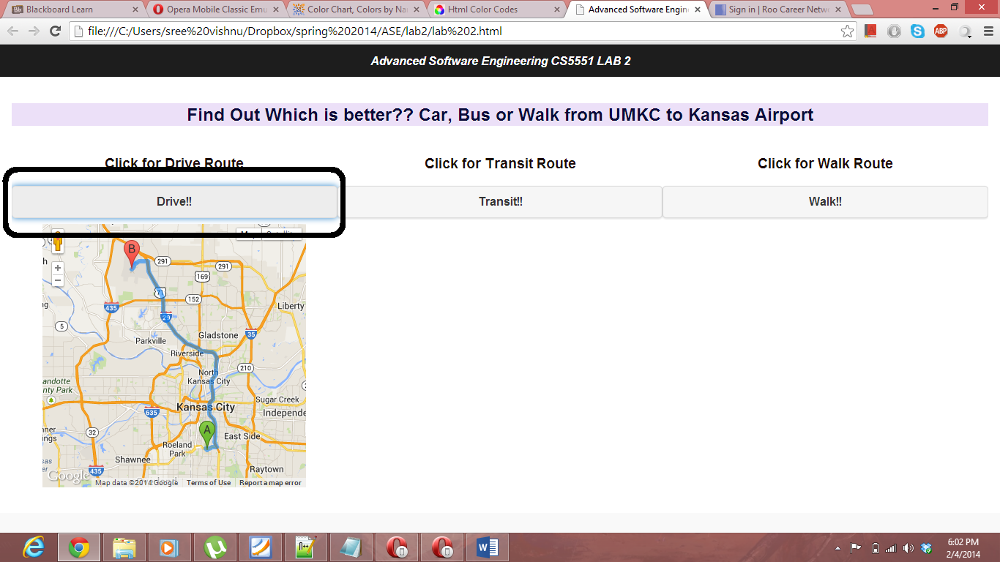 Blackboard Learn
Opera Mobile Classic Emu
Color Chart, Colors by Na
Html Color Codes
Advanced Software Engin
Sign in | Roo Career Netw
file:///C:/Users/sree%20vishnu/Dropbox/spring%202014/ASE/lab2/lab%202.html
ABP
Advanced Software Engineering CS5551 LAB 2
Find Out Which is better?? Car, Bus or Walk from UMKC to Kansas Airport
Click for Drive Route
Click for Transit Route
Click for Walk Route
Drive!!
Transit!!
Walk!!
B
291
291
169
71
152
435
Liberty
29
5
Gladstone
35
Parkville
Riverside
210
North
Kansas City
andotte
nty Park
Sugar Creek
Kansas City
Independe
635
A
32
East Side
Roeland
Park
Shawnee
435
Raytown
Google
Map data ©2014 Google
Terms of Use
Report a map error
6:02 PM
2/4/2014